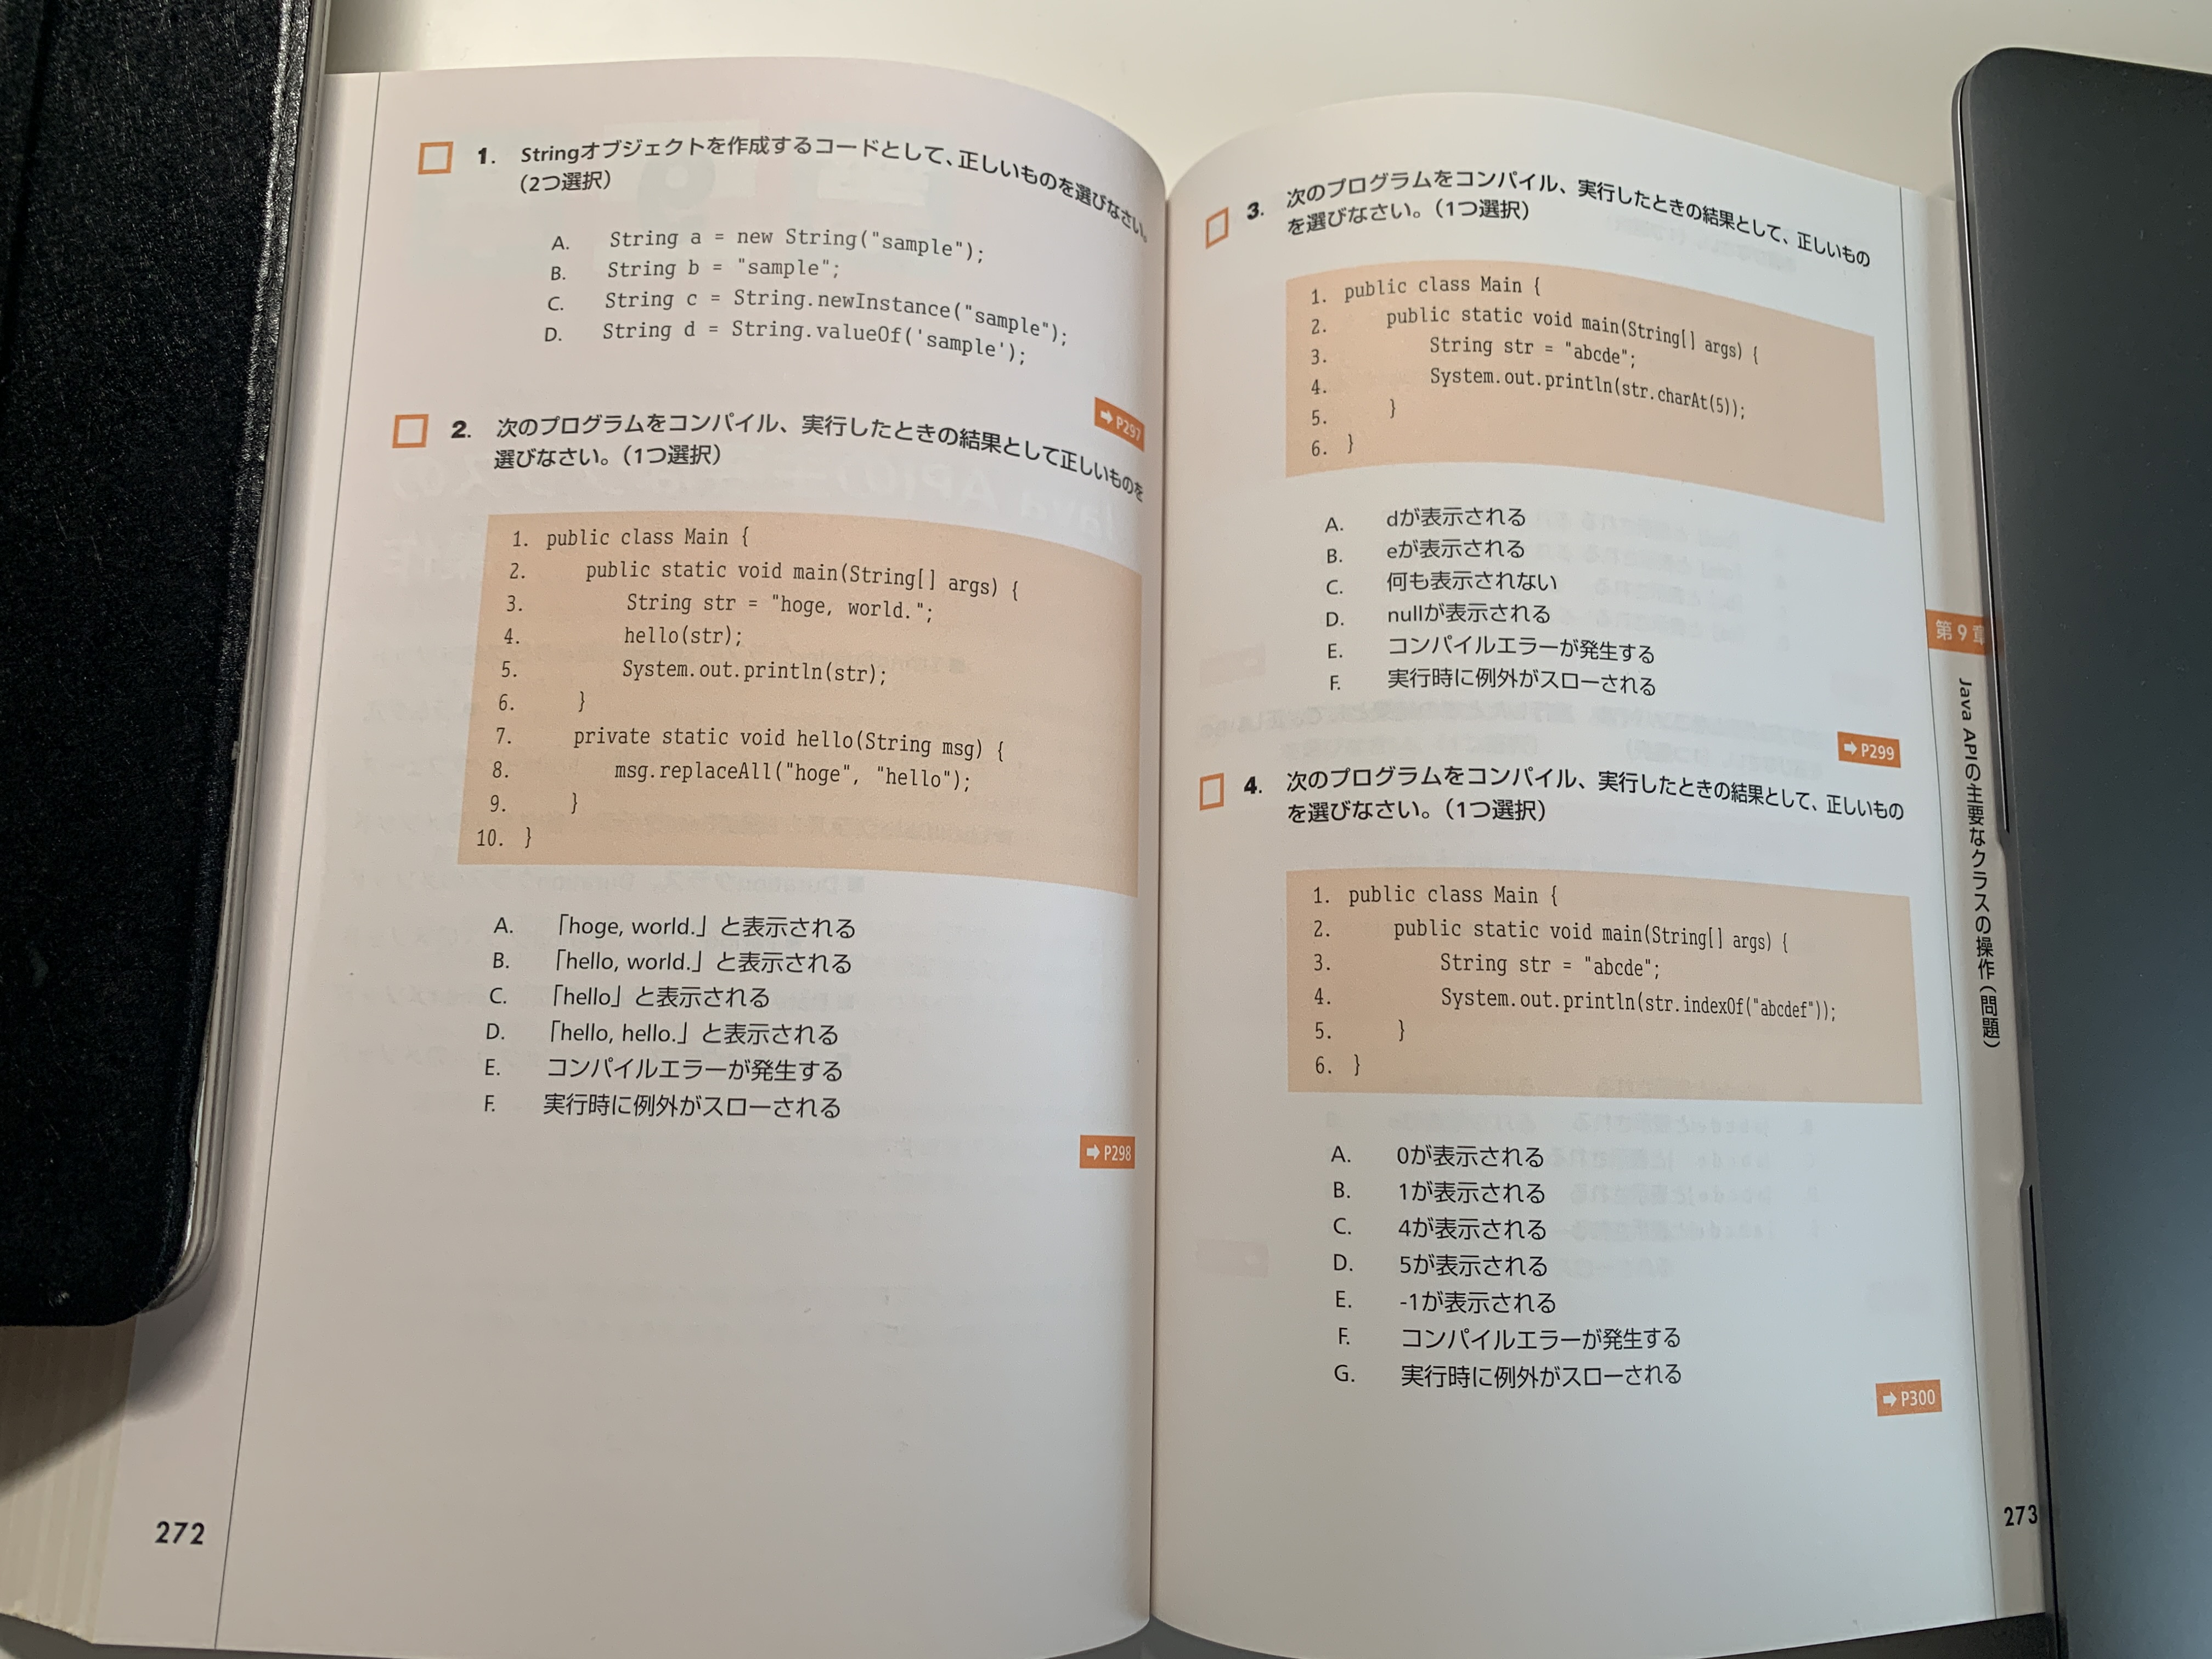 1. Stringオブジェクトを作成するコードとして、正しいものを選びなさい。
（2つ選択）
A. String a = new String("sample");
B. String b = "sample";
C. String c = String.newInstance("sample");
D. String d = String.valueOf('sample');
➡P297
2. 次のプログラムをコンパイル、実行したときの結果として正しいものを
選びなさい。（1つ選択）
1. public class Main {
2. public static void main(String[] args) {
3. String str = "hoge, world.";
4. hello(str);
5. System.out.println(str);
6. }
7. private static void hello(String msg) {
8. msg.replaceAll("hoge", "hello");
9. }
10. }
A. 「hoge, world.」と表示される
B. 「hello, world.」と表示される
C. 「hello」と表示される
D. 「hello, hello.」と表示される
E. コンパイルエラーが発生する
F. 実行時に例外がスローされる
➡P298
272
3. 次のプログラムをコンパイル、実行したときの結果として、正しいもの
を選びなさい。（1つ選択）
1. public class Main {
2. public static void main(String[] args) {
3. String str = "abcde";
4. System.out.println(str.charAt(5));
5. }
6. }
A. dが表示される
B. eが表示される
C. 何も表示されない
D. nullが表示される
E. コンパイルエラーが発生する
F. 実行時に例外がスローされる
➡P299
4. 次のプログラムをコンパイル、実行したときの結果として、正しいもの
を選びなさい。（1つ選択）
1. public class Main {
2. public static void main(String[] args) {
3. String str = "abcde";
4. System.out.println(str.indexOf("abcdef"));
5. }
6. }
A. 0が表示される
B. 1が表示される
C. 4が表示される
D. 5が表示される
E. -1が表示される
F. コンパイルエラーが発生する
G. 実行時に例外がスローされる
➡P300
第9章
Java APIの主要なクラスの操作（問題）
273